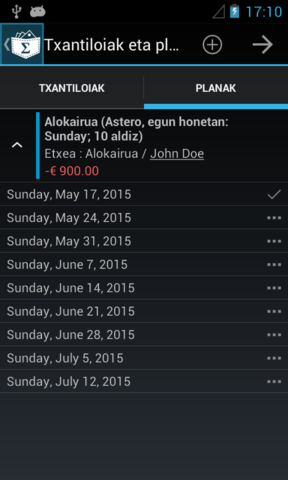 17:10
Txantiloiak eta pl...
TXANTILOIAK
PLANAK
Alokairua (Astero, egun honetan:
Sunday; 10 aldiz)
Etxea : Alokairua / John Doe
-€ 900.00
Sunday, May 17, 2015
Sunday, May 24, 2015
Sunday, May 31, 2015
Sunday, June 7, 2015
Sunday, June 14, 2015
Sunday, June 21, 2015
Sunday, June 28, 2015
Sunday, July 5, 2015
Sunday, July 12, 2015